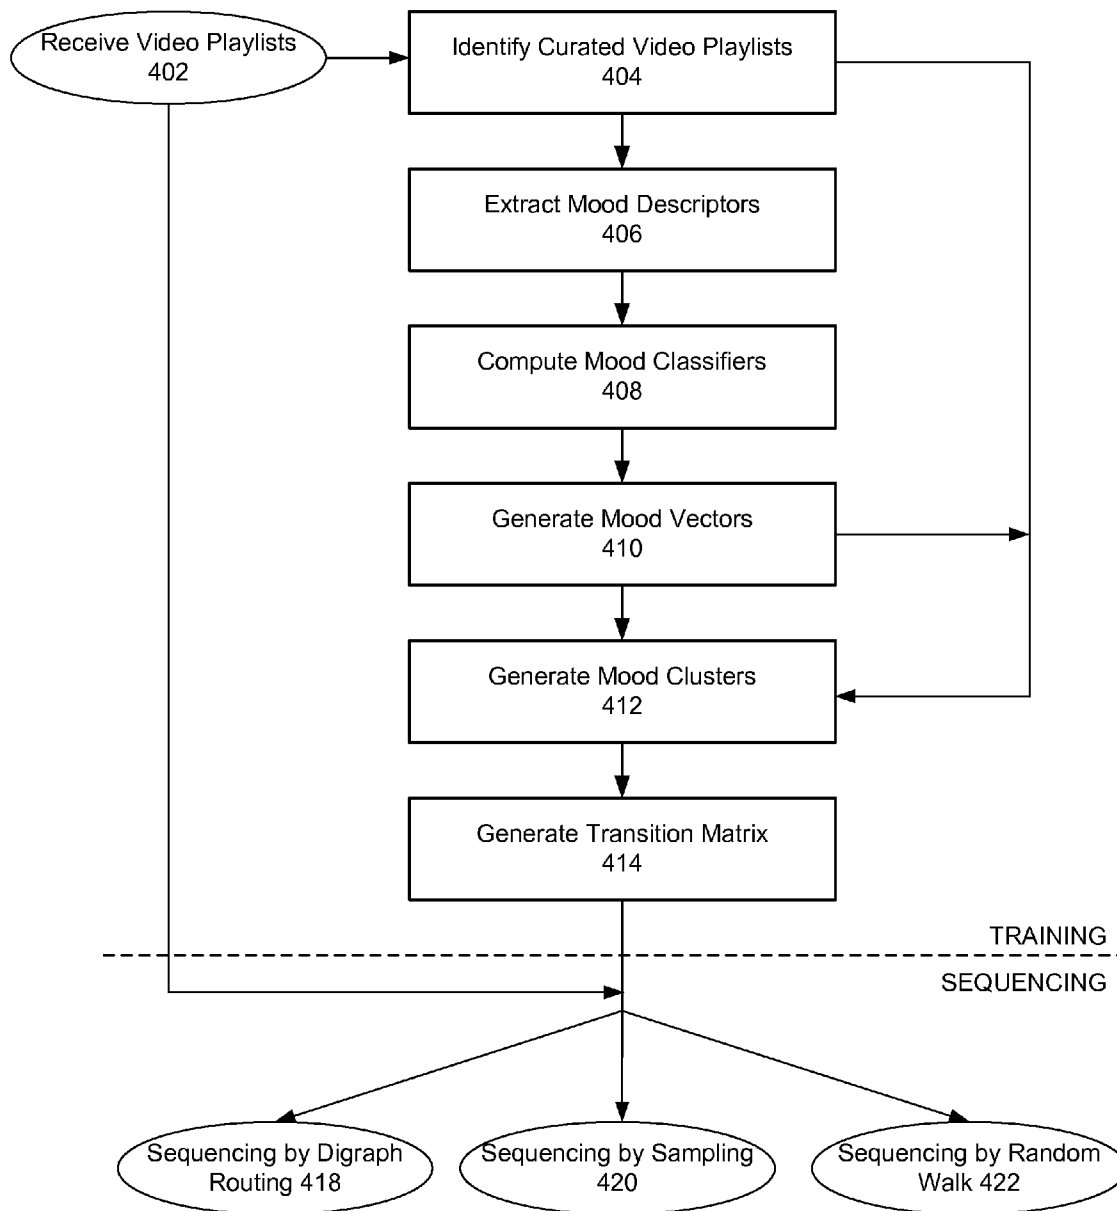 Receive Video Playlists
402
Identify Curated Video Playlists
404
Extract Mood Descriptors
406
Compute Mood Classifiers
408
Generate Mood Vectors
410
Generate Mood Clusters
412
Generate Transition Matrix
414
TRAINING
SEQUENCING
Sequencing by Digraph
Routing 418
Sequencing by Sampling
420
Sequencing by Random
Walk 422